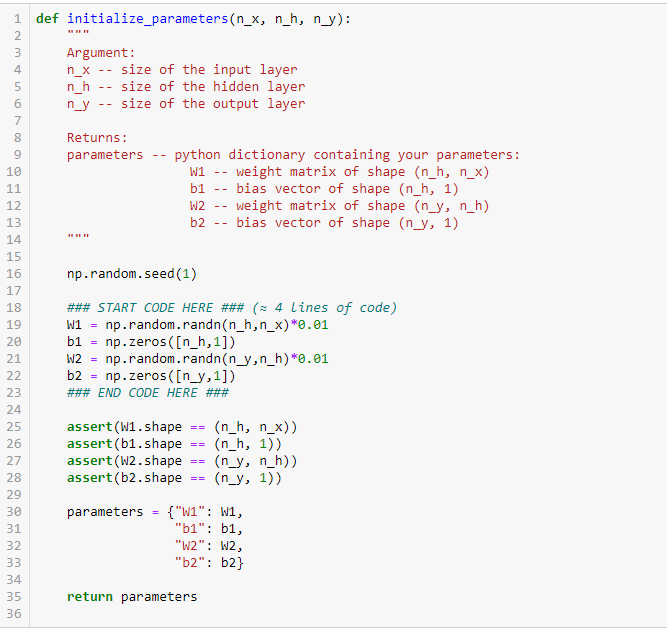 1 def initialize_parameters(n_x, n_h, n_y):
2     """
3     Argument:
4     n_x -- size of the input layer
5     n_h -- size of the hidden layer
6     n_y -- size of the output layer
7
8     Returns:
9     parameters -- python dictionary containing your parameters:
10                     W1 -- weight matrix of shape (n_h, n_x)
11                     b1 -- bias vector of shape (n_h, 1)
12                     W2 -- weight matrix of shape (n_y, n_h)
13                     b2 -- bias vector of shape (n_y, 1)
14     """
15
16     np.random.seed(1)
17
18     ### START CODE HERE ### (≈ 4 lines of code)
19     W1 = np.random.randn(n_h,n_x)*0.01
20     b1 = np.zeros([n_h,1])
21     W2 = np.random.randn(n_y,n_h)*0.01
22     b2 = np.zeros([n_y,1])
23     ### END CODE HERE ###
24
25     assert(W1.shape == (n_h, n_x))
26     assert(b1.shape == (n_h, 1))
27     assert(W2.shape == (n_y, n_h))
28     assert(b2.shape == (n_y, 1))
29
30     parameters = {"W1": W1,
31                   "b1": b1,
32                   "W2": W2,
33                   "b2": b2}
34
35     return parameters
36